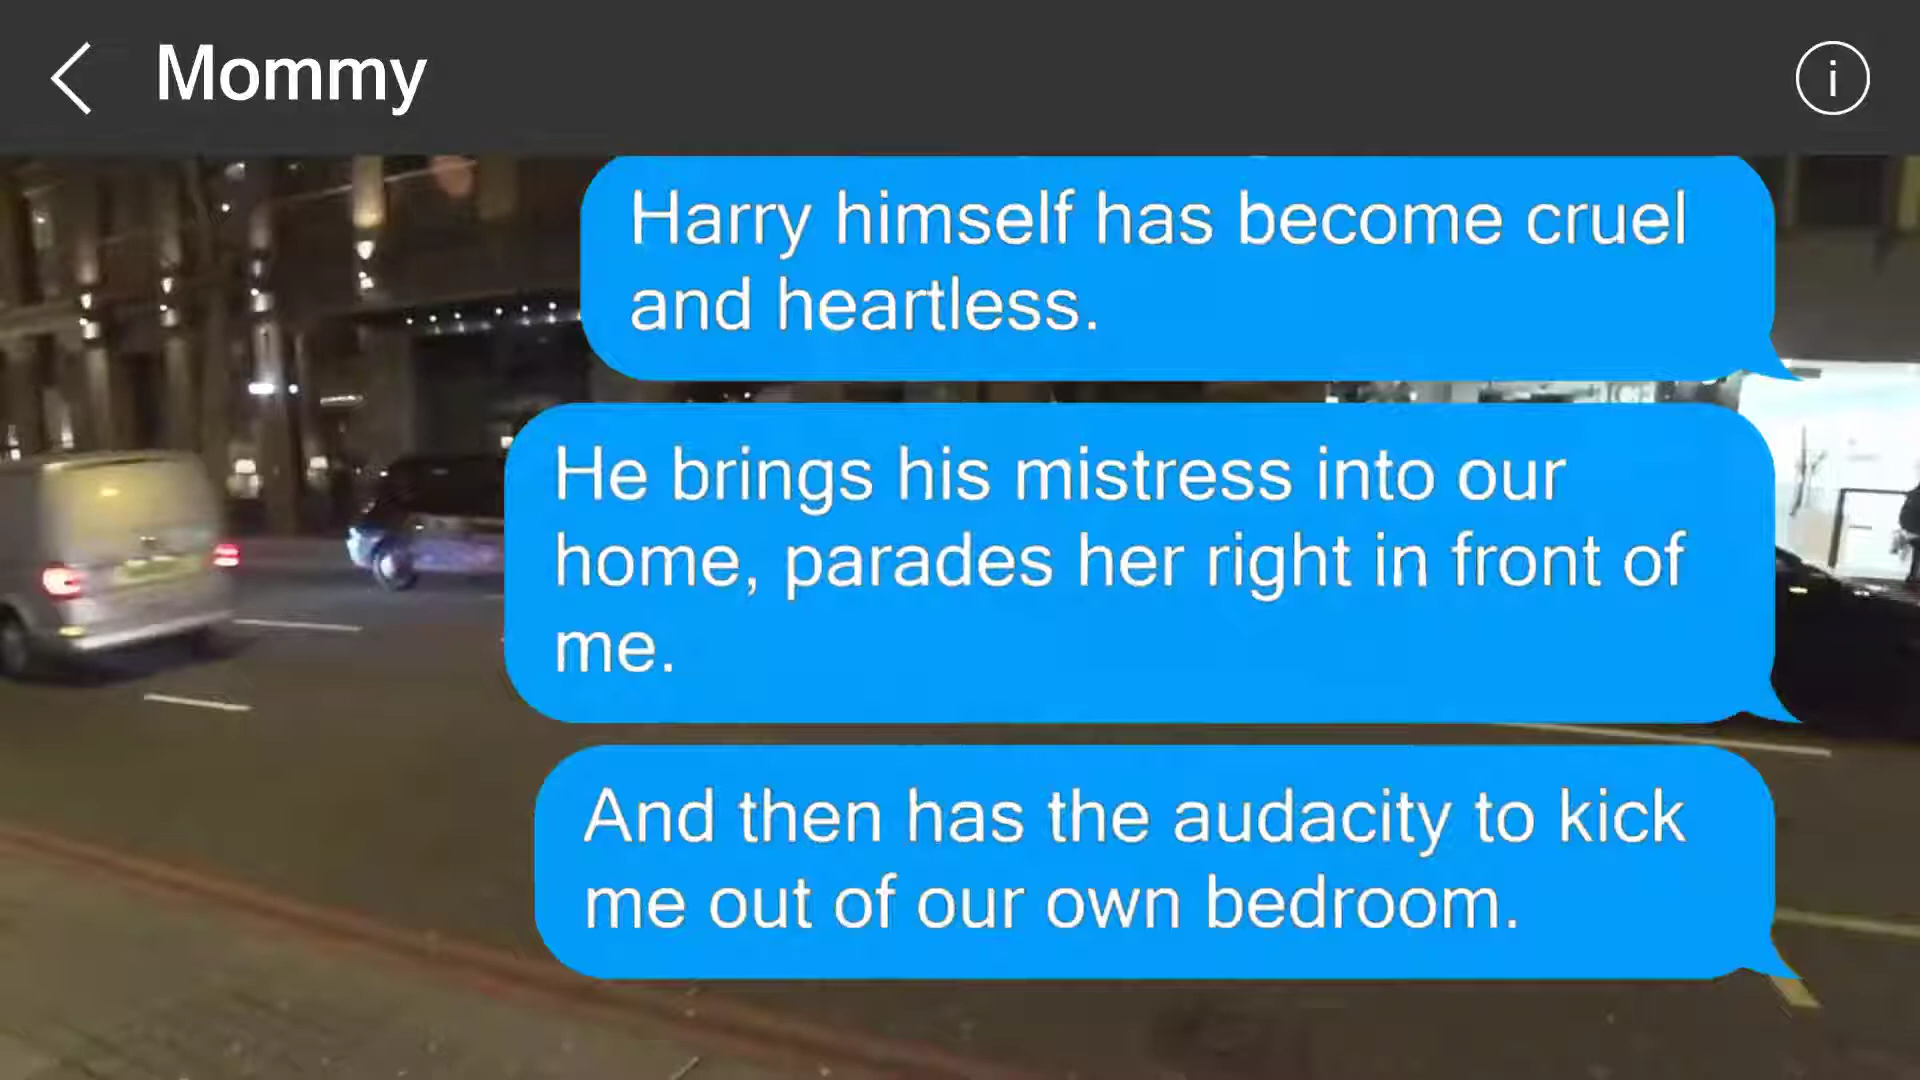 Mommy
i
Harry himself has become cruel
and heartless.
He brings his mistress into our
home, parades her right in front of
me.
And then has the audacity to kick
me out of our own bedroom.